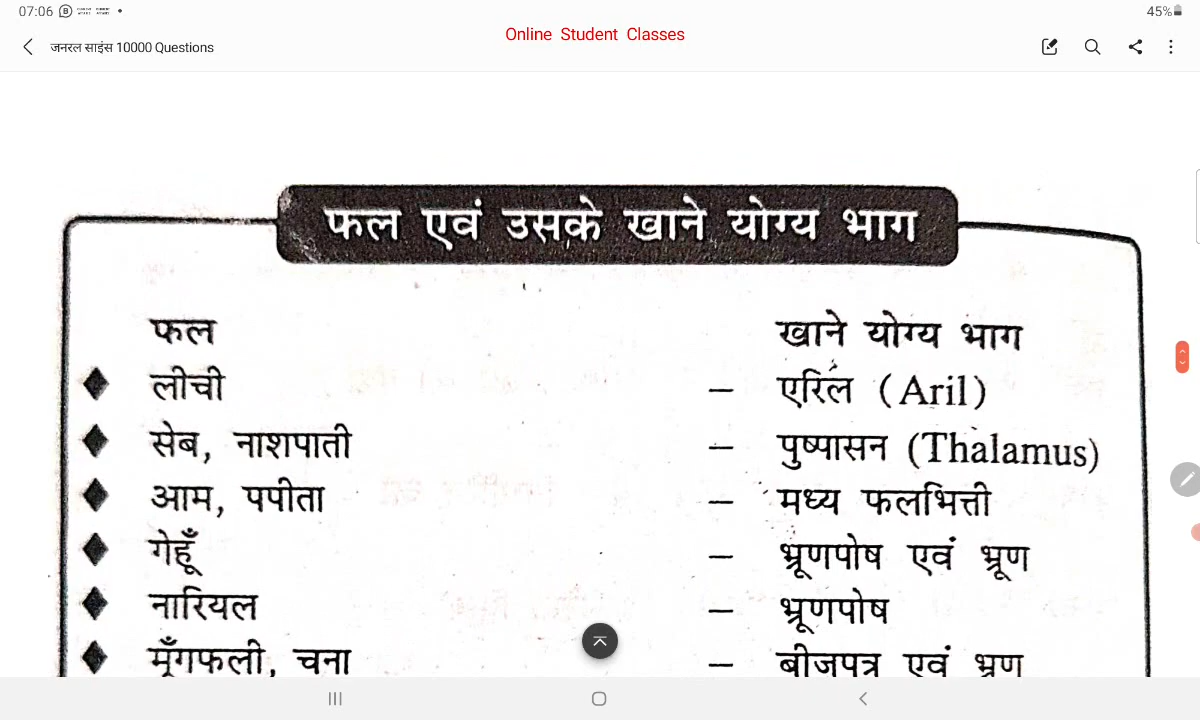 07:06
45%
Online Student Classes
जनरल साइंस 10000 Questions
फल एवं उसके खाने योग्य भाग
फल खाने योग्य भाग
लीची – एरिल (Aril)
सेब, नाशपाती – पुष्पासन (Thalamus)
आम, पपीता – मध्य फलभित्ती
गेहूँ – भ्रूणपोष एवं भ्रूण
नारियल – भ्रूणपोष
मूँगफली, चना – बीजपत्र एवं भ्रूण